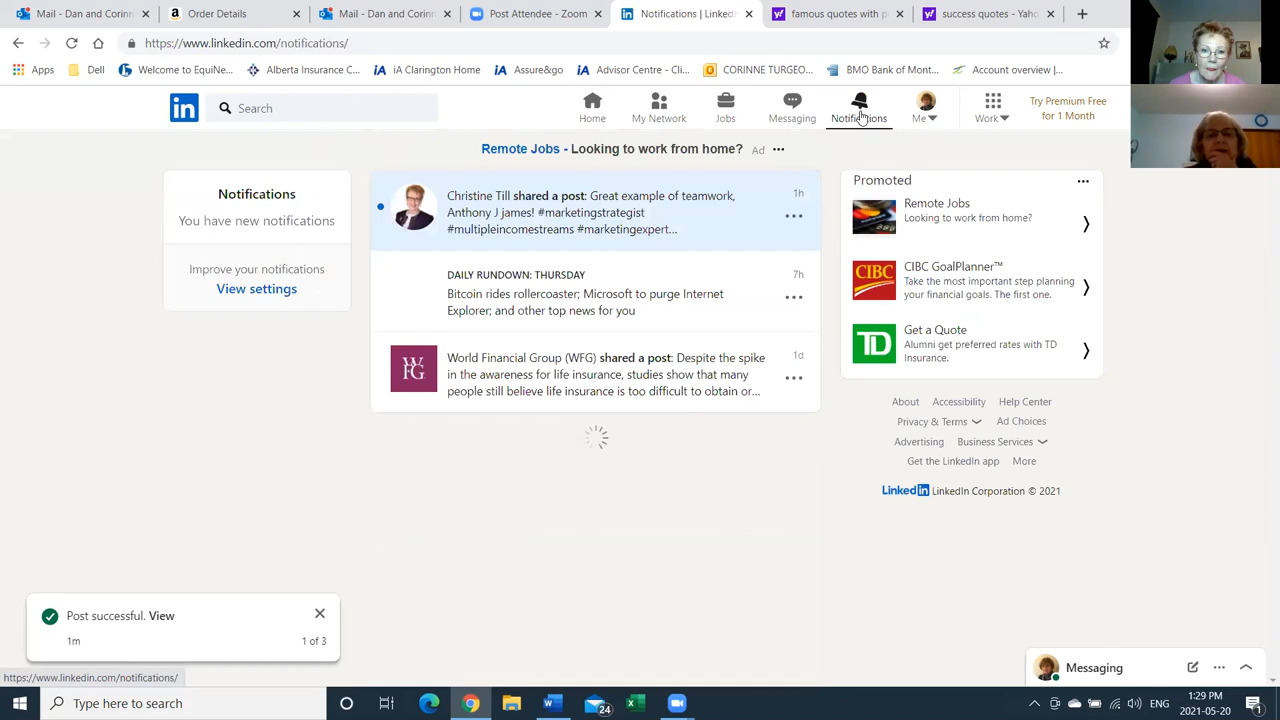 Mail - Dan and Corinn
Order Details
Mail - Dan and Corinn
Post Attendee - Zoom
Notifications | Linked
famous quotes with p
success quotes - Yaho
https://www.linkedin.com/notifications/
Apps
Dell
Welcome to EquiNe...
Alberta Insurance C...
iA Clarington Home
Assure&go
Advisor Centre - Cli...
CORINNE TURGEO...
BMO Bank of Mont...
Account overview |...
Search
Home
My Network
Jobs
Messaging
Notifications
Me
Work
Try Premium Free
for 1 Month
Remote Jobs - Looking to work from home? Ad
Notifications
You have new notifications
Improve your notifications
View settings
Christine Till shared a post: Great example of teamwork,
Anthony J james! #marketingstrategist
#multipleincomestreams #marketingexpert...
1h
DAILY RUNDOWN: THURSDAY
Bitcoin rides rollercoaster; Microsoft to purge Internet
Explorer; and other top news for you
7h
WFG
World Financial Group (WFG) shared a post: Despite the spike
in the awareness for life insurance, studies show that many
people still believe life insurance is too difficult to obtain or...
1d
Promoted
Remote Jobs
Looking to work from home?
CIBC
CIBC GoalPlanner™
Take the most important step planning
your financial goals. The first one.
TD
Get a Quote
Alumni get preferred rates with TD
Insurance.
About Accessibility Help Center
Privacy & Terms Ad Choices
Advertising Business Services
Get the LinkedIn app More
LinkedIn LinkedIn Corporation © 2021
Post successful. View
1m
1 of 3
https://www.linkedin.com/notifications/
Messaging
Type here to search
24
ENG
1:29 PM
2021-05-20
1